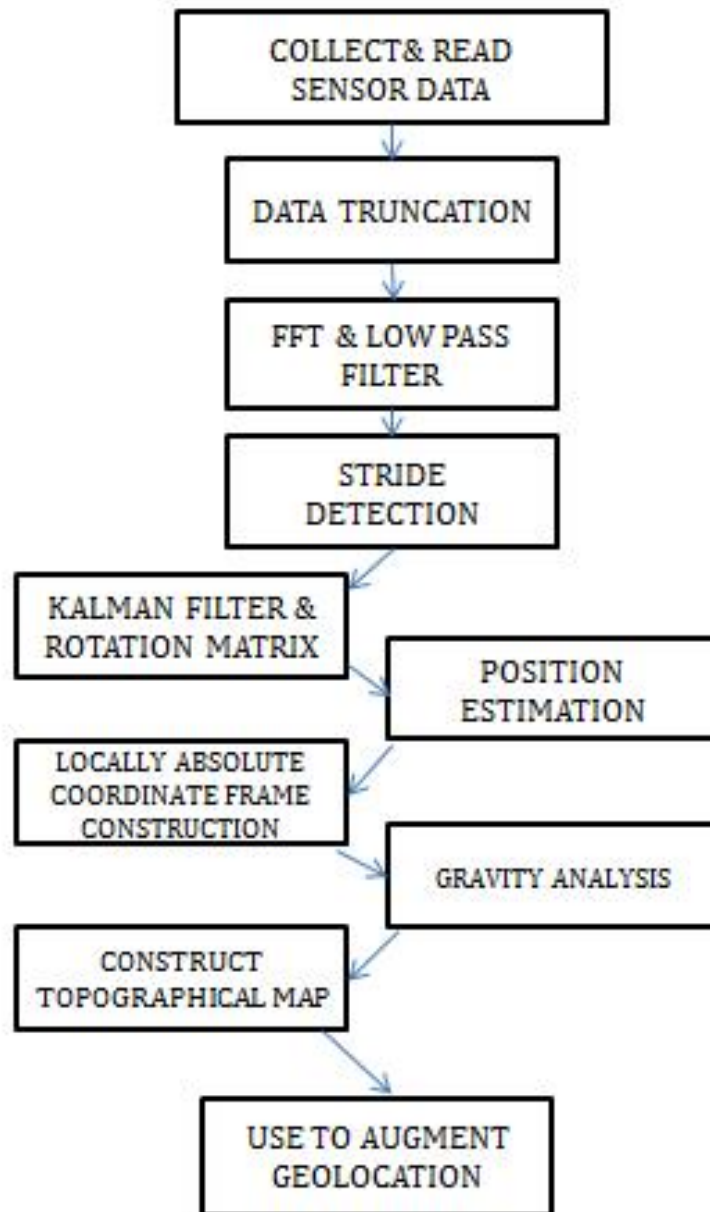 COLLECT& READ
SENSOR DATA
DATA TRUNCATION
FFT & LOW PASS
FILTER
STRIDE
DETECTION
KALMAN FILTER &
ROTATION MATRIX
POSITION
ESTIMATION
LOCALLY ABSOLUTE
COORDINATE FRAME
CONSTRUCTION
GRAVITY ANALYSIS
CONSTRUCT
TOPOGRAPHICAL MAP
USE TO AUGMENT
GEOLOCATION